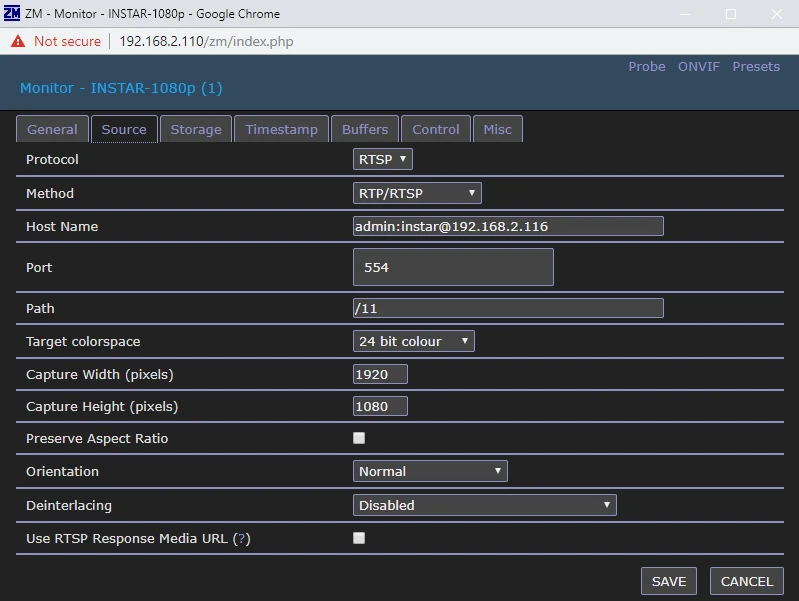 ZM ZM - Monitor - INSTAR-1080p - Google Chrome
Not secure | 192.168.2.110/zm/index.php
Probe ONVIF Presets
Monitor - INSTAR-1080p (1)
General Source Storage Timestamp Buffers Control Misc
Protocol RTSP
Method RTP/RTSP
Host Name admin:instar@192.168.2.116
Port 554
Path /11
Target colorspace 24 bit colour
Capture Width (pixels) 1920
Capture Height (pixels) 1080
Preserve Aspect Ratio
Orientation Normal
Deinterlacing Disabled
Use RTSP Response Media URL (?)
SAVE CANCEL